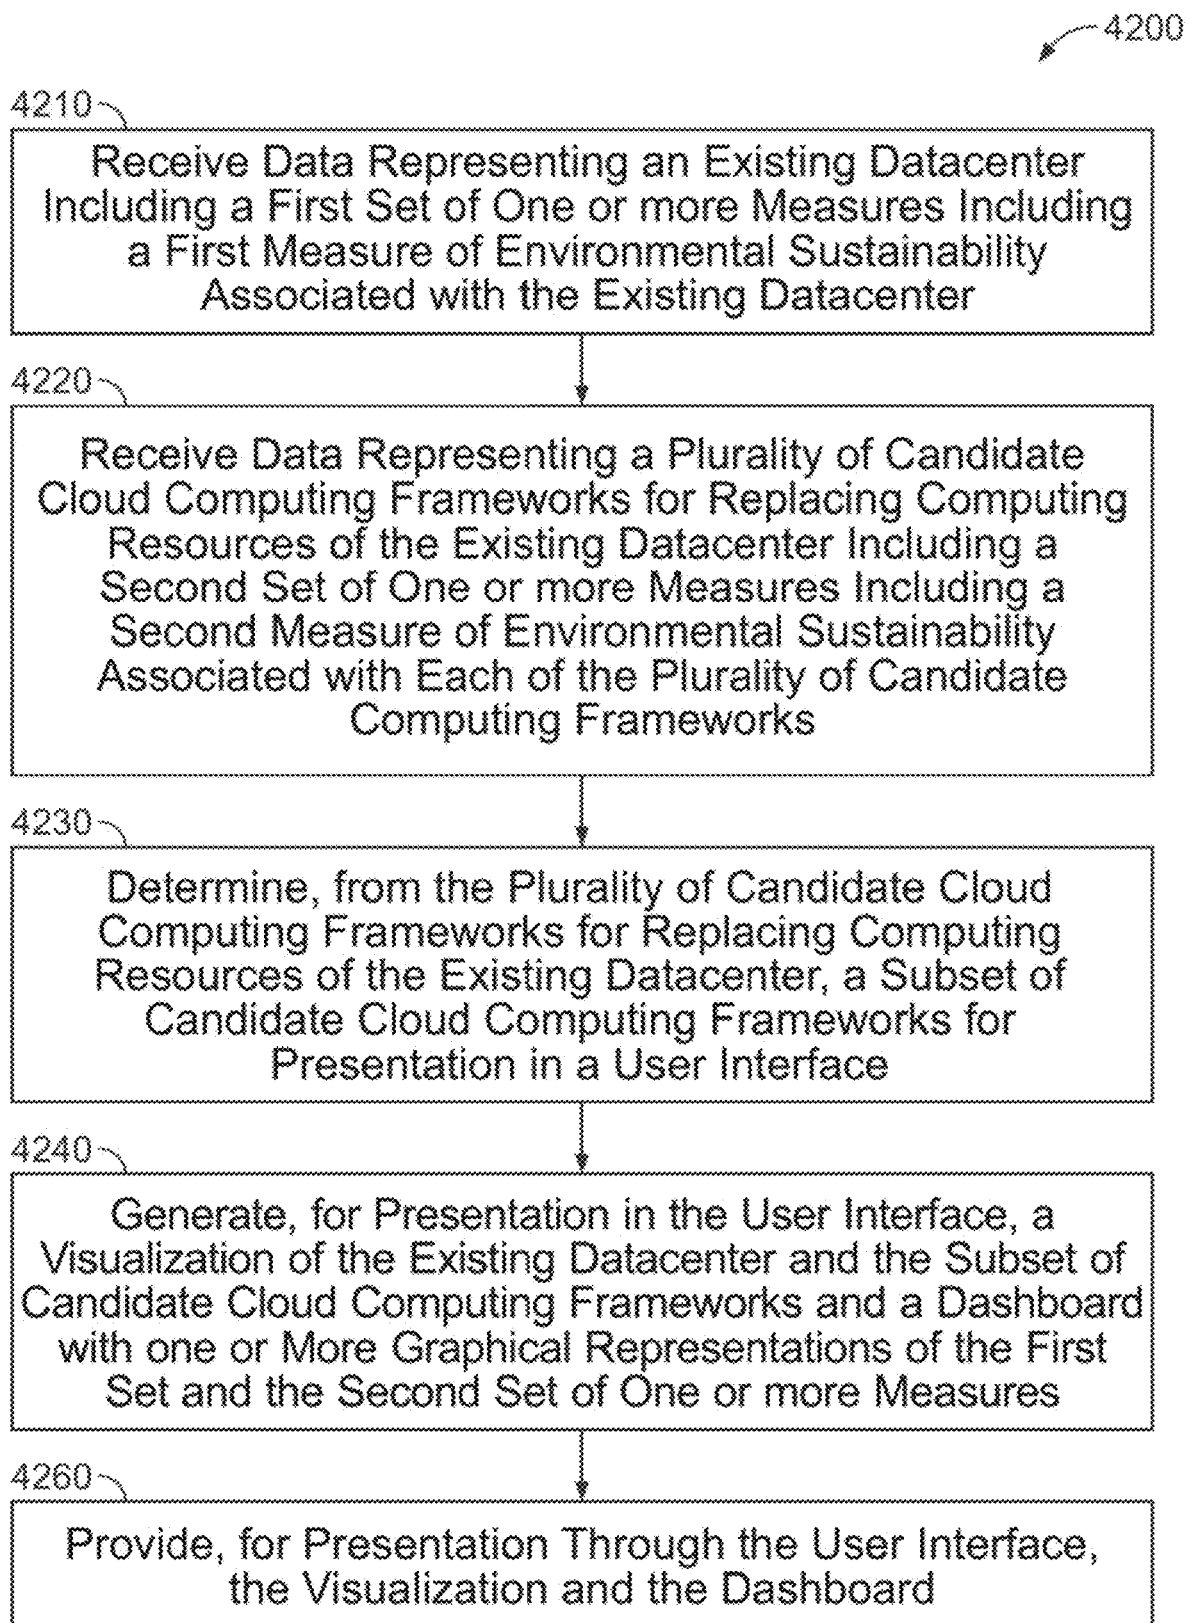 4200
4210
Receive Data Representing an Existing Datacenter
Including a First Set of One or more Measures Including
a First Measure of Environmental Sustainability
Associated with the Existing Datacenter
4220
Receive Data Representing a Plurality of Candidate
Cloud Computing Frameworks for Replacing Computing
Resources of the Existing Datacenter Including a
Second Set of One or more Measures Including a
Second Measure of Environmental Sustainability
Associated with Each of the Plurality of Candidate
Computing Frameworks
4230
Determine, from the Plurality of Candidate Cloud
Computing Frameworks for Replacing Computing
Resources of the Existing Datacenter, a Subset of
Candidate Cloud Computing Frameworks for
Presentation in a User Interface
4240
Generate, for Presentation in the User Interface, a
Visualization of the Existing Datacenter and the Subset of
Candidate Cloud Computing Frameworks and a Dashboard
with one or More Graphical Representations of the First
Set and the Second Set of One or more Measures
4260
Provide, for Presentation Through the User Interface,
the Visualization and the Dashboard